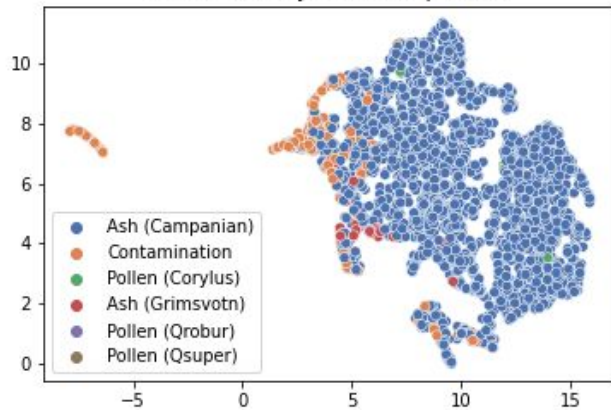 10
8
6
4
2
0
Ash (Campanian)
Contamination
Pollen (Corylus)
Ash (Grimsvotn)
Pollen (Qrobur)
Pollen (Qsuper)
−5 0 5 10 15